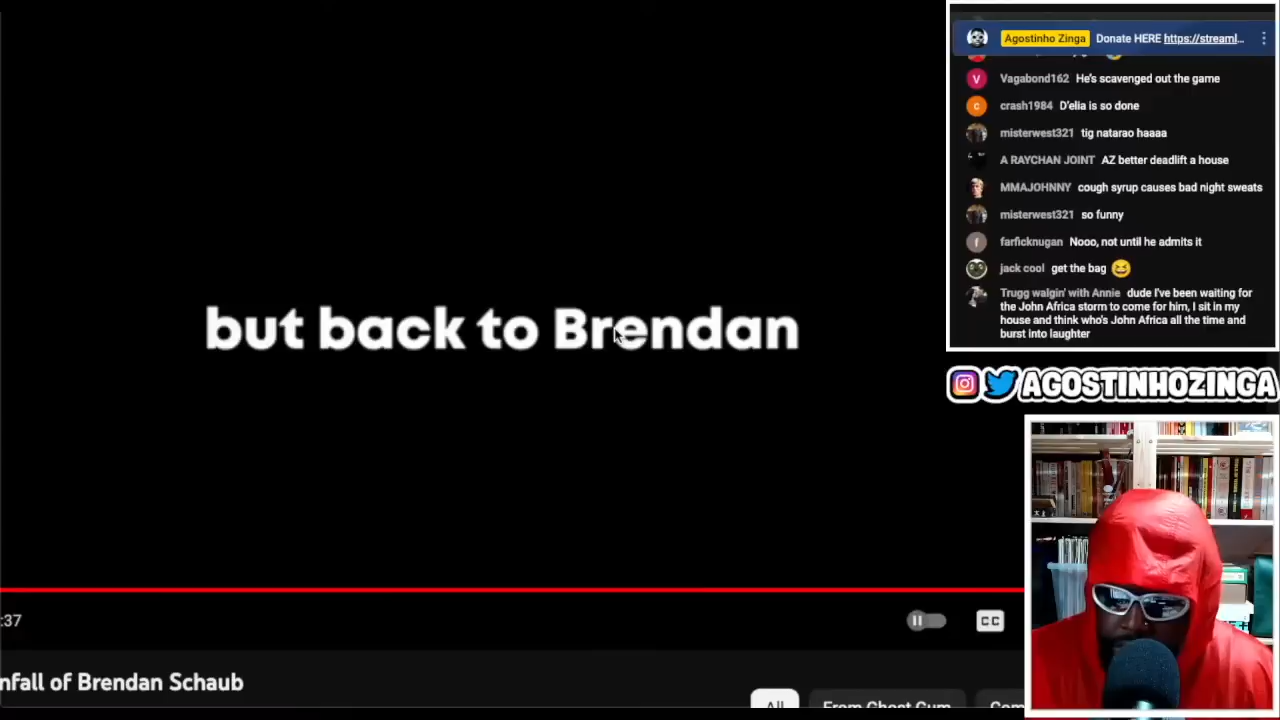 Agostinho Zinga Donate HERE https://streaml...
Vagabond162 He's scavenged out the game
crash1984 D'elia is so done
misterwest321 tig natarao haaaa
A RAYCHAN JOINT AZ better deadlift a house
MMAJOHNNY cough syrup causes bad night sweats
misterwest321 so funny
farficknugan Nooo, not until he admits it
jack cool get the bag
Trugg walgin' with Annie dude I've been waiting for
the John Africa storm to come for him, I sit in my
house and think who's John Africa all the time and
burst into laughter
but back to Brendan
AGOSTINHOZINGA
:37
CC
nfall of Brendan Schaub
All From Ghost Gum